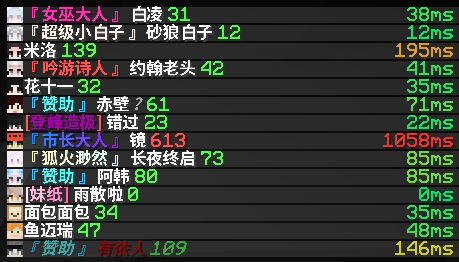 『女巫大人』白凌 31 38ms
『超级小白子』砂狼白子 12 12ms
米洛 139 195ms
『吟游诗人』约翰老头 42 41ms
花十一 32 35ms
『赞助』赤壁？61 71ms
[登峰造极] 错过 23 22ms
『市长大人』镜 613 1058ms
『狐火渺然』长夜终启 73 85ms
『赞助』阿韩 80 85ms
[妹纸] 雨散啦 0 0ms
面包面包 34 35ms
鱼迈瑞 47 48ms
『赞助』有依人 109 146ms